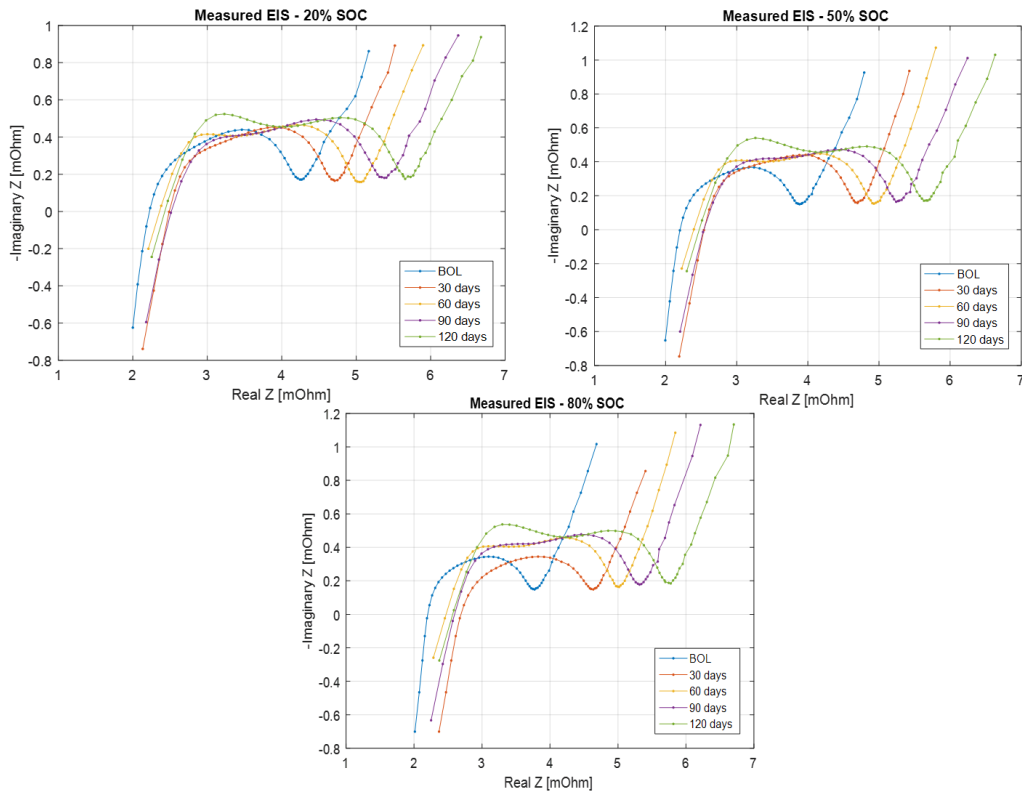 Measured EIS - 20% SOC
1
0.8
0.6
0.4
0.2
0
-0.2
-0.4
-0.6
-0.8
-Imaginary Z [mOhm]
1 2 3 4 5 6 7
Real Z [mOhm]
BOL
30 days
60 days
90 days
120 days
Measured EIS - 50% SOC
1.2
1
0.8
0.6
0.4
0.2
0
-0.2
-0.4
-0.6
-0.8
-Imaginary Z [mOhm]
1 2 3 4 5 6 7
Real Z [mOhm]
BOL
30 days
60 days
90 days
120 days
Measured EIS - 80% SOC
1.2
1
0.8
0.6
0.4
0.2
0
-0.2
-0.4
-0.6
-0.8
-Imaginary Z [mOhm]
1 2 3 4 5 6 7
Real Z [mOhm]
BOL
30 days
60 days
90 days
120 days